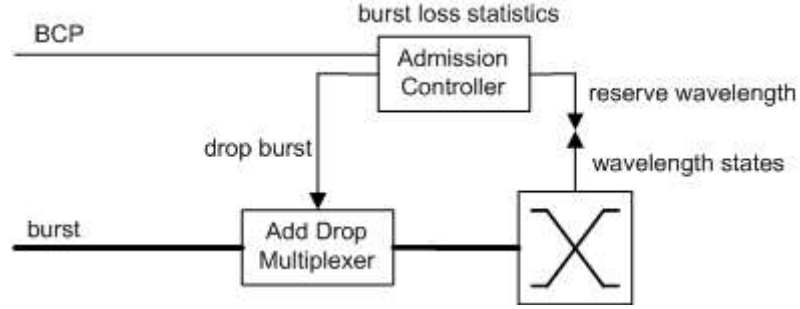 burst loss statistics
BCP
Admission
Controller
reserve wavelength
drop burst
wavelength states
burst
Add Drop
Multiplexer